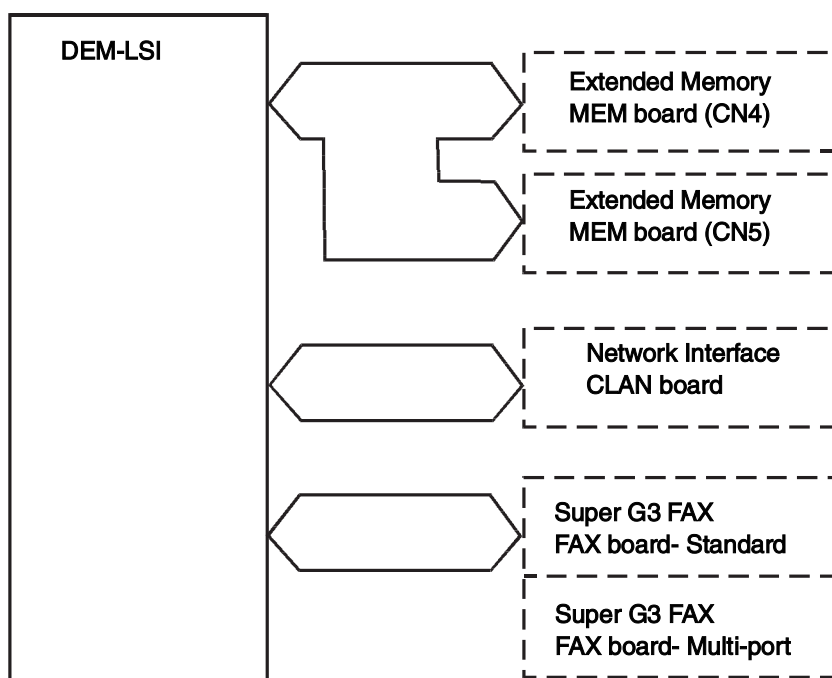 DEM-LSI
Extended Memory
MEM board (CN4)
Extended Memory
MEM board (CN5)
Network Interface
CLAN board
Super G3 FAX
FAX board- Standard
Super G3 FAX
FAX board- Multi-port